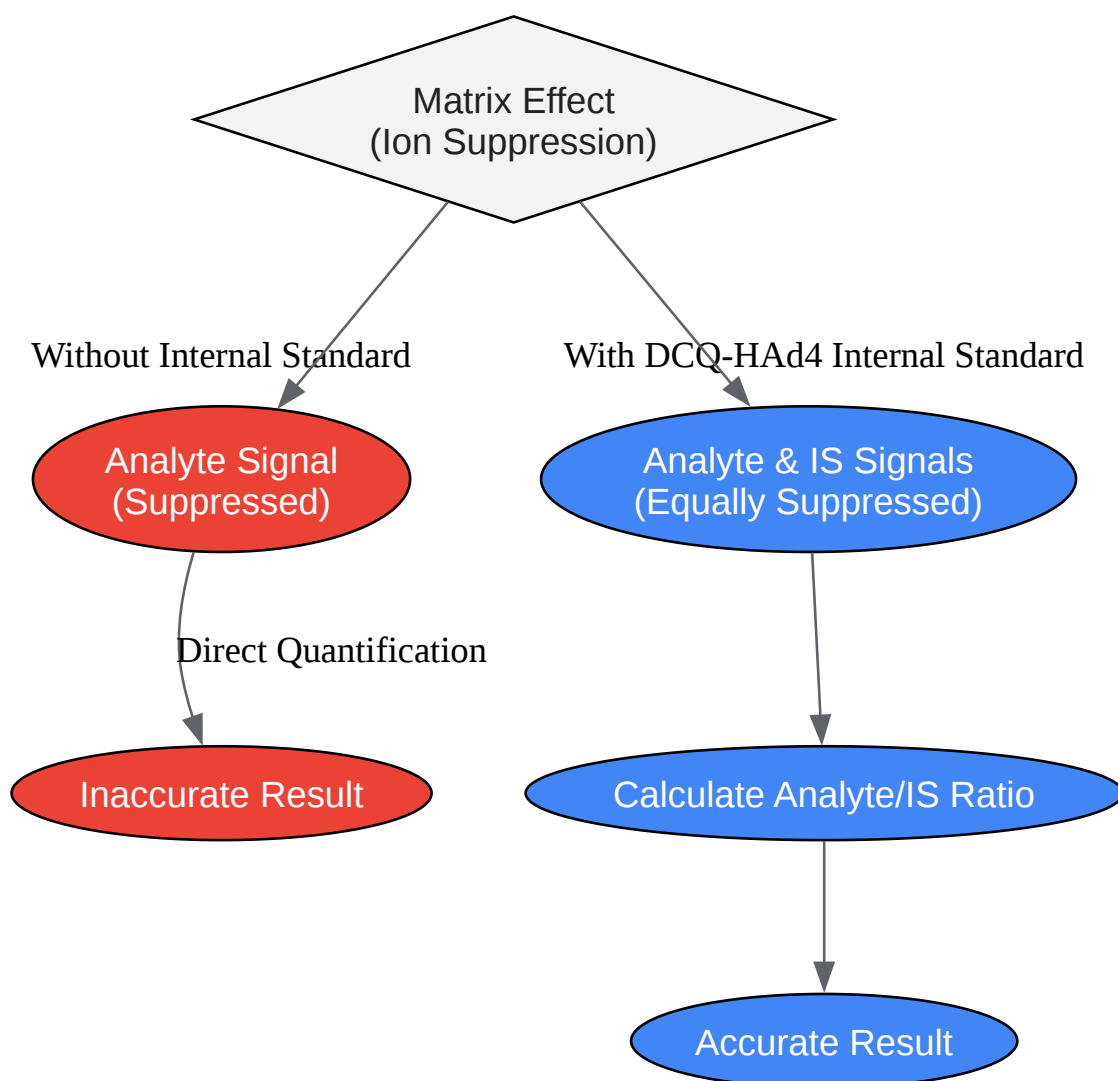 Matrix Effect
(Ion Suppression)
Without Internal Standard
With DCQ-HAd4 Internal Standard
Analyte Signal
(Suppressed)
Analyte & IS Signals
(Equally Suppressed)
Direct Quantification
Inaccurate Result
Calculate Analyte/IS Ratio
Accurate Result